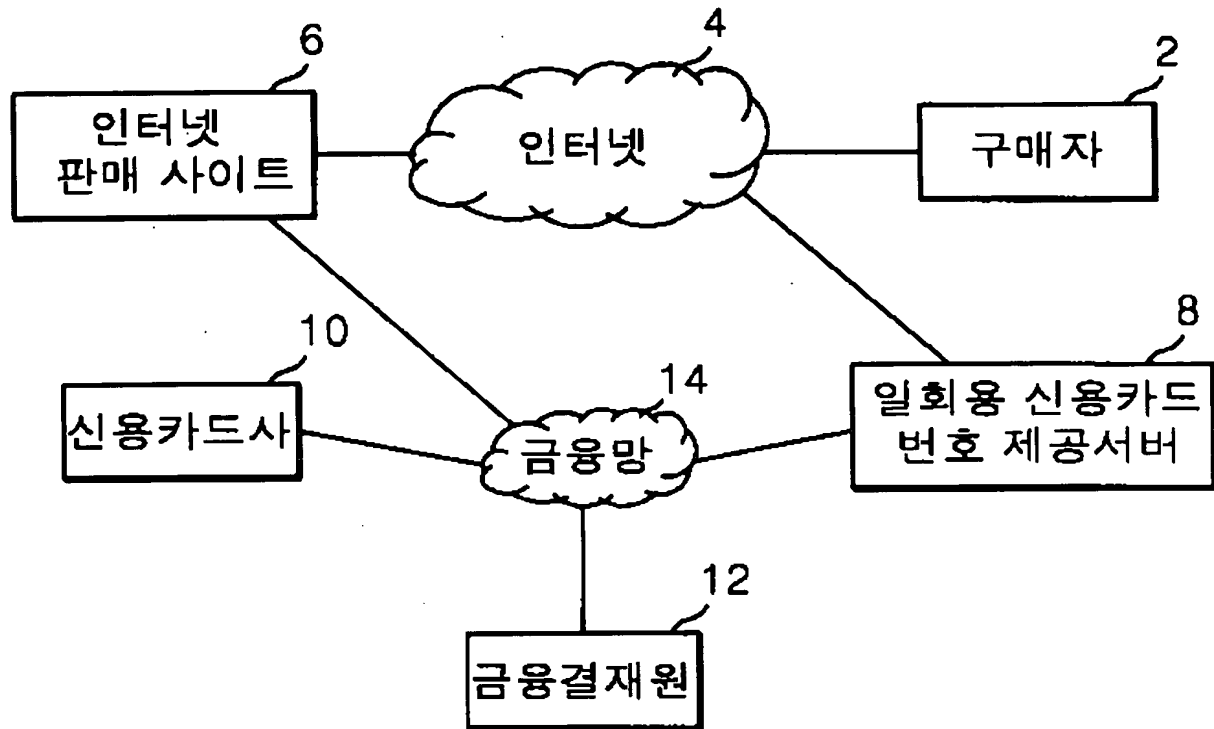 6
4
2
인터넷
판매 사이트
인터넷
구매자
10
14
8
신용카드사
금융망
일회용 신용카드
번호 제공서버
12
금융결재원